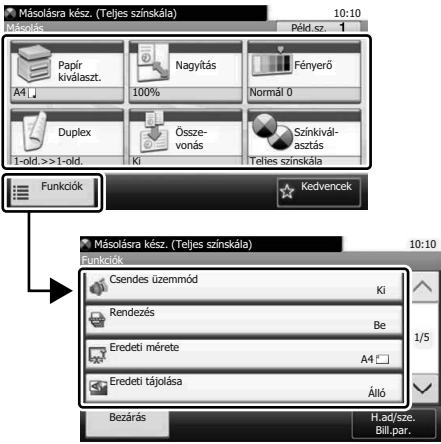 Másolásra kész. (Teljes színskála) 10:10
Másolás Péld.sz. 1
Papír
kiválaszt.
A4
Nagyítás
100%
Fényerő
Normál 0
Duplex
1-old.>>1-old.
Össze-
vonás
Ki
Színkivál-
asztás
Teljes színskála
Funkciók
Kedvencek
Másolásra kész. (Teljes színskála) 10:10
Funkciók
Csendes üzemmód
Ki
Rendezés
Be
Eredeti mérete
A4
Eredeti tájolása
Álló
1/5
Bezárás
H.ad/sze.
Bill.par.